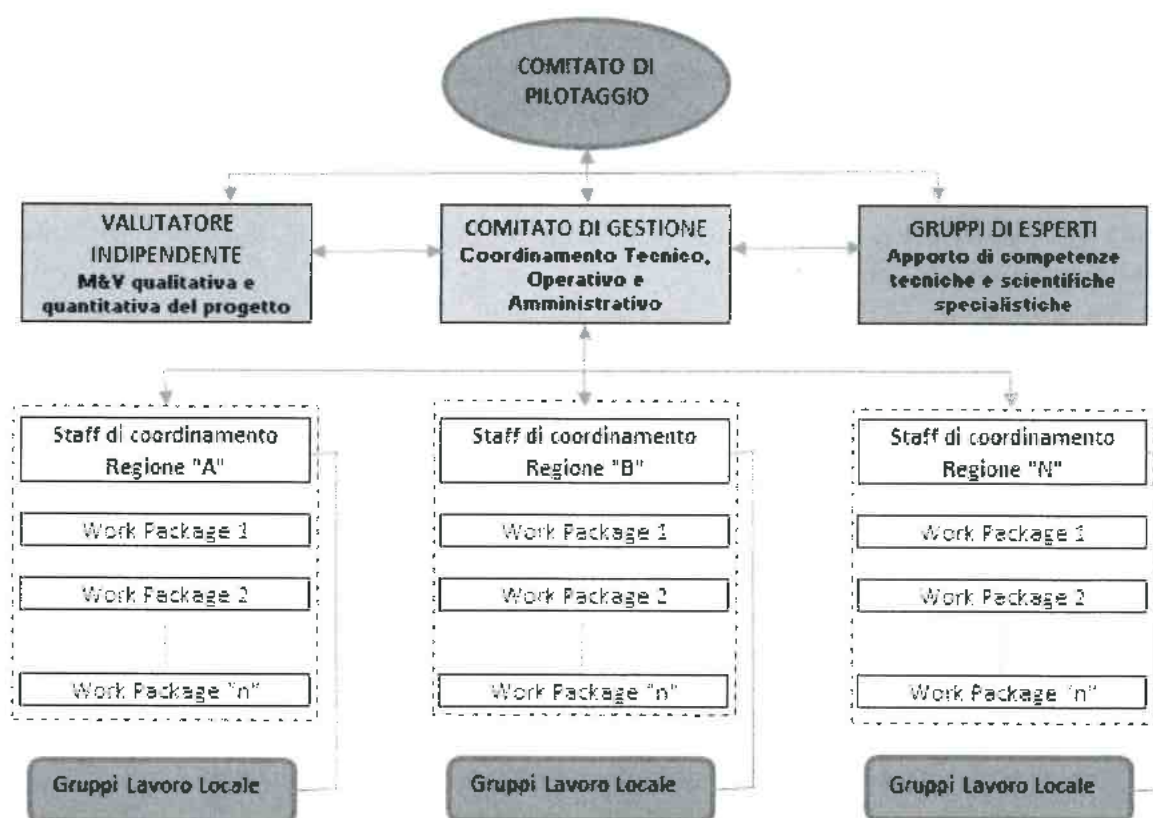 COMITATO DI
PILOTAGGIO
VALUTATORE
INDIPENDENTE
M&V qualitativa e
quantitativa del progetto
COMITATO DI GESTIONE
Coordinamento Tecnico,
Operativo e
Amministrativo
GRUPPI DI ESPERTI
Apporto di competenze
tecniche e scientifiche
specialistiche
Staff di coordinamento
Regione "A"
Work Package 1
Work Package 2
Work Package "n"
Gruppi Lavoro Locale
Staff di coordinamento
Regione "B"
Work Package 1
Work Package 2
Work Package "n"
Gruppi Lavoro Locale
Staff di coordinamento
Regione "N"
Work Package 1
Work Package 2
Work Package "n"
Gruppi Lavoro Locale